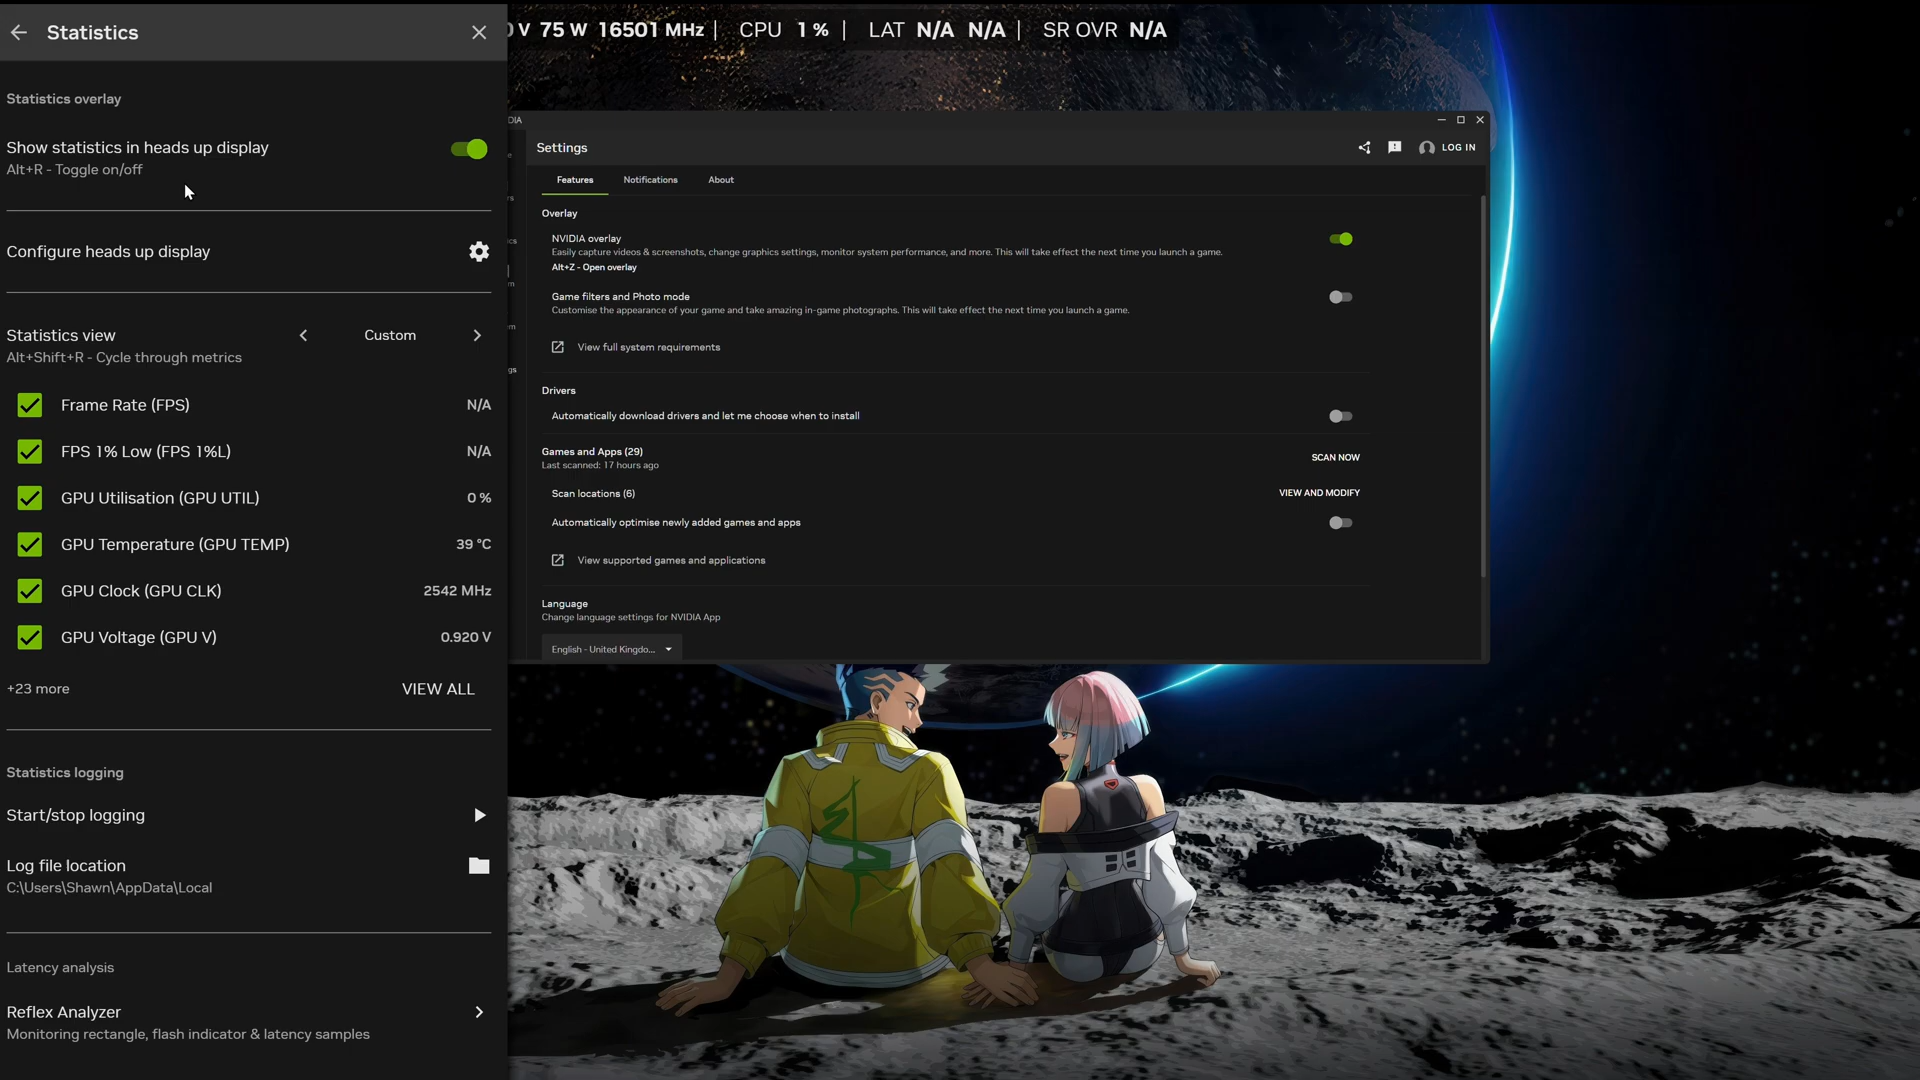 Statistics
Statistics overlay
Show statistics in heads up display
Alt+R - Toggle on/off
Configure heads up display
Statistics view
Custom
Alt+Shift+R - Cycle through metrics
Frame Rate (FPS) N/A
FPS 1% Low (FPS 1%L) N/A
GPU Utilisation (GPU UTIL) 0 %
GPU Temperature (GPU TEMP) 39 °C
GPU Clock (GPU CLK) 2542 MHz
GPU Voltage (GPU V) 0.920 V
+23 more VIEW ALL
Statistics logging
Start/stop logging
Log file location
C:\Users\Shawn\AppData\Local
Latency analysis
Reflex Analyzer
Monitoring rectangle, flash indicator & latency samples
V 75 W 16501 MHz | CPU 1 % | LAT N/A N/A | SR OVR N/A
DIA
Settings
LOG IN
Features Notifications About
Overlay
NVIDIA overlay
Easily capture videos & screenshots, change graphics settings, monitor system performance, and more. This will take effect the next time you launch a game.
Alt+Z - Open overlay
Game filters and Photo mode
Customise the appearance of your game and take amazing in-game photographs. This will take effect the next time you launch a game.
View full system requirements
Drivers
Automatically download drivers and let me choose when to install
Games and Apps (29)
Last scanned: 17 hours ago
SCAN NOW
Scan locations (6)
VIEW AND MODIFY
Automatically optimise newly added games and apps
View supported games and applications
Language
Change language settings for NVIDIA App
English - United Kingdo...